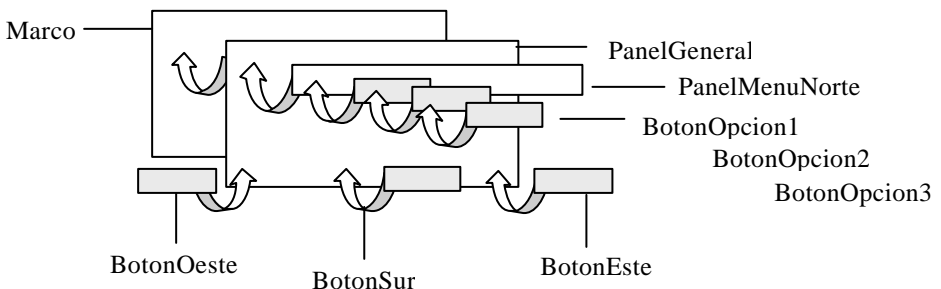 Marco
PanelGeneral
PanelMenuNorte
BotonOpcion1
BotonOpcion2
BotonOpcion3
BotonOeste
BotonSur
BotonEste